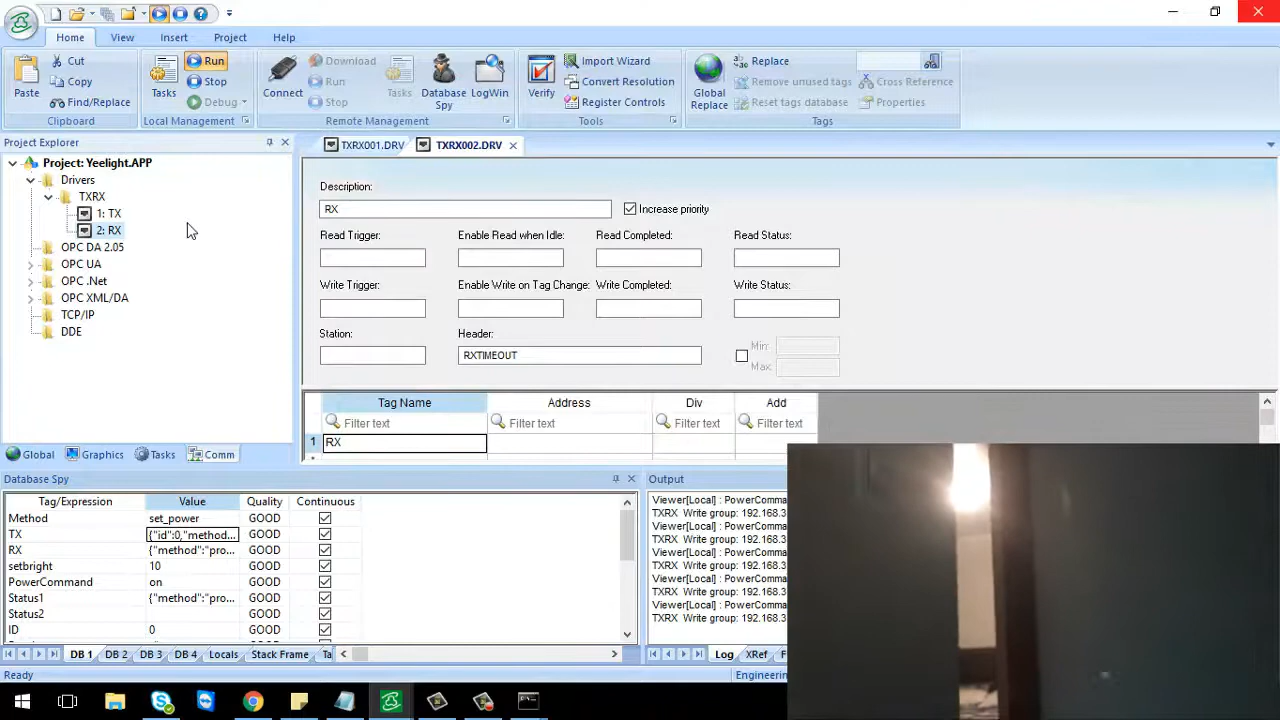 Home View Insert Project Help
Paste Cut Copy Find/Replace
Clipboard
Tasks Run Stop Debug
Local Management
Connect Download Run Stop Tasks Database Spy LogWin
Remote Management
Verify Import Wizard Convert Resolution Register Controls
Tools
Global Replace Replace Remove unused tags Reset tags database Cross Reference Properties
Tags
Project Explorer
Project: Yeelight.APP
Drivers
TXRX
1: TX
2: RX
OPC DA 2.05
OPC UA
OPC .Net
OPC XML/DA
TCP/IP
DDE
Global Graphics Tasks Comm
TXRX001.DRV TXRX002.DRV
Description:
RX Increase priority
Read Trigger: Enable Read when Idle: Read Completed: Read Status:
Write Trigger: Enable Write on Tag Change: Write Completed: Write Status:
Station: Header:
RXTIMEOUT
Min:
Max:
Tag Name Address Div Add
Filter text Filter text Filter text Filter text
1 RX
Database Spy
Tag/Expression Value Quality Continuous
Method set_power GOOD
TX {"id":0,"method... GOOD
RX {"method":"pro... GOOD
setbright 10 GOOD
PowerCommand on GOOD
Status1 {"method":"pro... GOOD
Status2 GOOD
ID 0 GOOD
DB 1 DB 2 DB 3 DB 4 Locals Stack Frame Ta
Output
Viewer[Local] : PowerCommand
TXRX Write group: 192.168.3
Viewer[Local] : PowerCommand
TXRX Write group: 192.168.3
Viewer[Local] : PowerCommand
TXRX Write group: 192.168.3
Viewer[Local] : PowerCommand
TXRX Write group: 192.168.3
Viewer[Local] : PowerCommand
TXRX Write group: 192.168.3
Log XRef F
Ready
Engineering